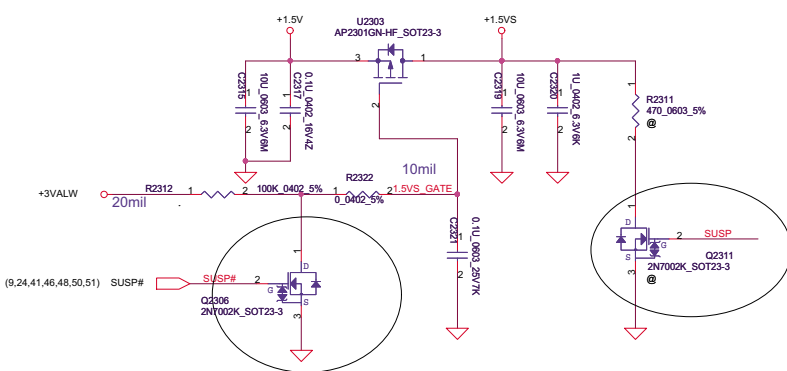 U2303
AP2301GN-HF_SOT23-3
+1.5V
+1.5VS
3
1
2
C2315
10U_0603_6.3V6M
1
2
C2317
0.1U_0402_16V4Z
1
2
C2319
10U_0603_6.3V6M
1
2
C2320
1U_0402_6.3V6K
1
2
1
R2311
470_0603_5%
@
2
+3VALW
20mil
R2312
1
2
100K_0402_5%
.
R2322
1
2
0_0402_5%
10mil
1.5VS_GATE
C2321
0.1U_0603_25V7K
1
2
(9,24,41,46,48,50,51)
SUSP#
SUSP#
2
1
D
G
S
3
Q2306
2N7002K_SOT23-3
1
D
G
S
3
2
SUSP
Q2311
2N7002K_SOT23-3
@